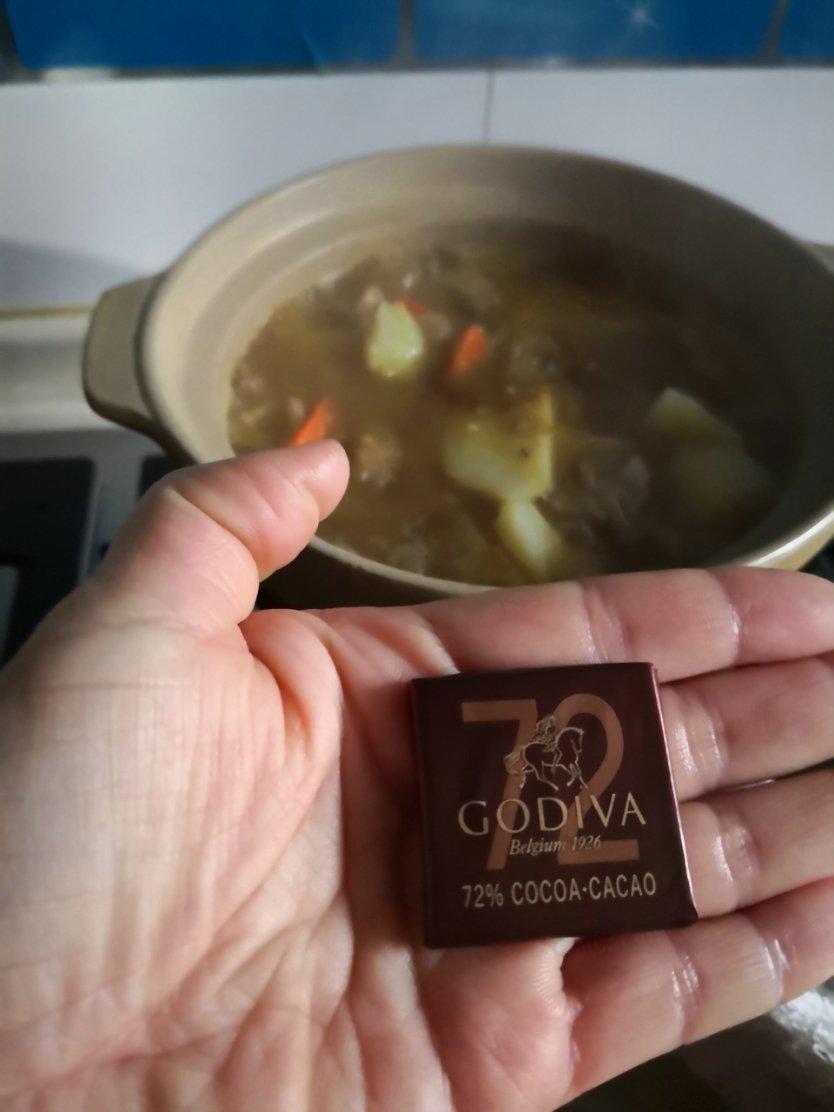 72
GODIVA
Belgium 1926
72% COCOA·CACAO